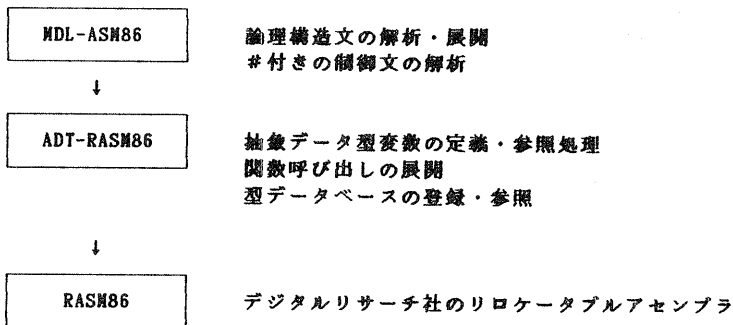 MDL-ASM86
論理構造文の解析・展開
#付きの制御文の解析
↓
ADT-RASM86
抽象データ型変数の定義・参照処理
関数呼び出しの展開
型データベースの登録・参照
↓
RASM86
デジタルリサーチ社のリロケータブルアセンブラ